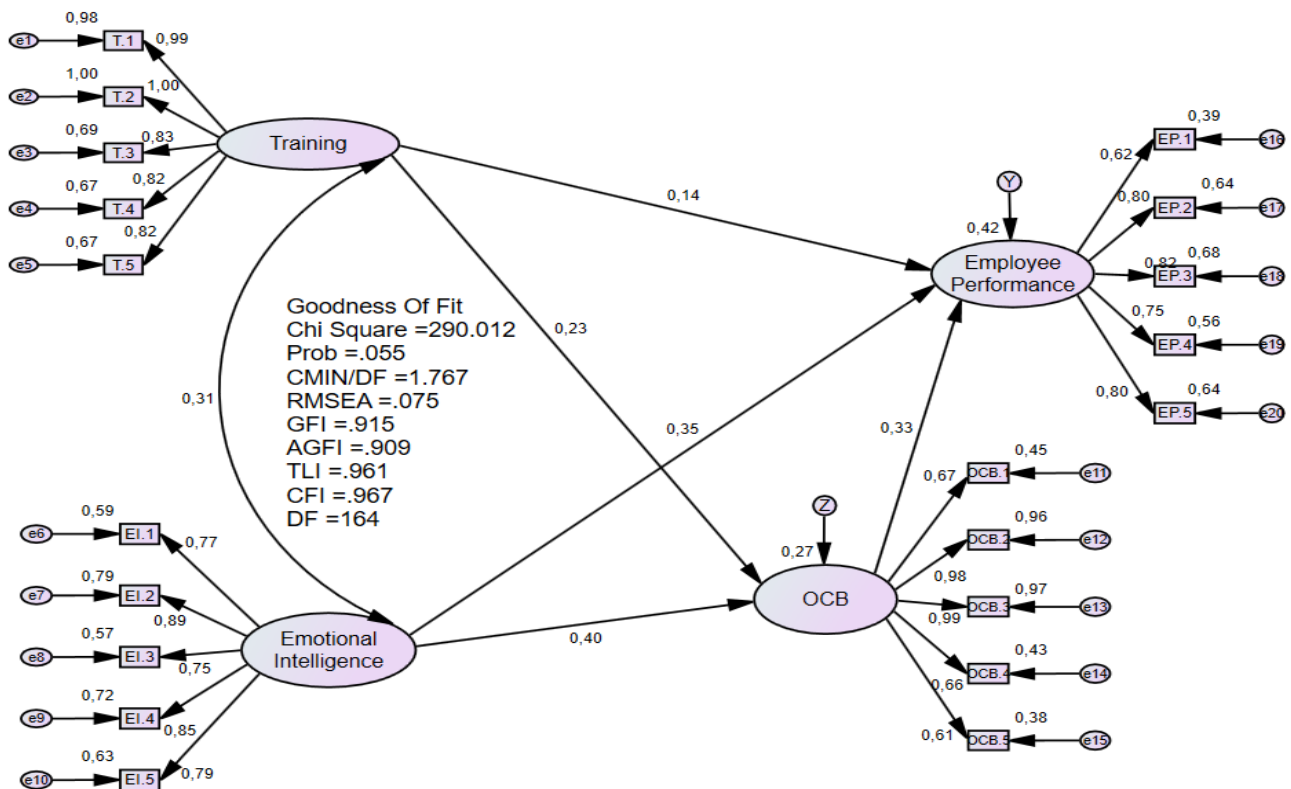 0,98
e1
T.1
0,99
1,00
e2
T.2
1,00
0,69
e3
T.3
0,83
0,67
e4
T.4
0,82
0,67
e5
T.5
0,82
Training
0,14
0,23
0,31
Goodness Of Fit
Chi Square =290.012
Prob =.055
CMIN/DF =1.767
RMSEA =.075
GFI =.915
AGFI =.909
TLI =.961
CFI =.967
DF =164
0,59
e6
EI.1
0,77
0,79
e7
EI.2
0,89
0,57
e8
EI.3
0,75
0,72
e9
EI.4
0,85
0,63
e10
EI.5
0,79
Emotional
Intelligence
0,35
0,40
0,33
Y
0,42
Employee
Performance
0,39
0,62
EP.1
e16
0,64
0,80
EP.2
e17
0,68
0,82
EP.3
e18
0,75
0,56
EP.4
e19
0,80
0,64
EP.5
e20
Z
0,27
OCB
0,45
0,67
OCB.1
e11
0,96
OCB.2
e12
0,98
0,97
OCB.3
e13
0,99
0,43
OCB.4
e14
0,66
0,38
OCB.5
e15
0,61